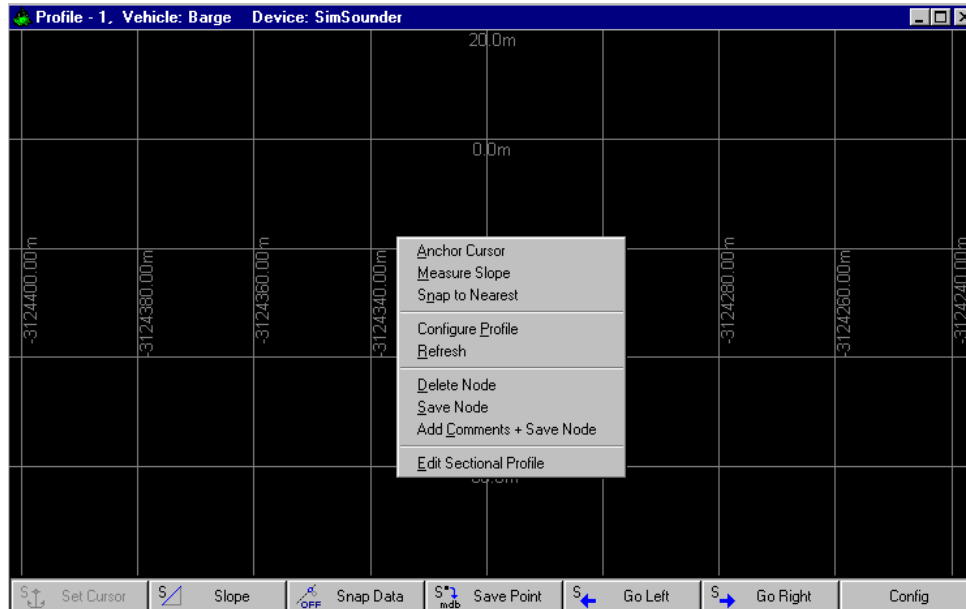 Profile - 1, Vehicle: Barge Device: SimSounder
20.0m
0.0m
-3124400.00m
-3124380.00m
-3124360.00m
-3124340.00m
-3124280.00m
-3124260.00m
-3124240.00m
Anchor Cursor
Measure Slope
Snap to Nearest
Configure Profile
Refresh
Delete Node
Save Node
Add Comments + Save Node
Edit Sectional Profile
S Set Cursor
S Slope
OFF Snap Data
S mdb Save Point
S Go Left
S Go Right
Config